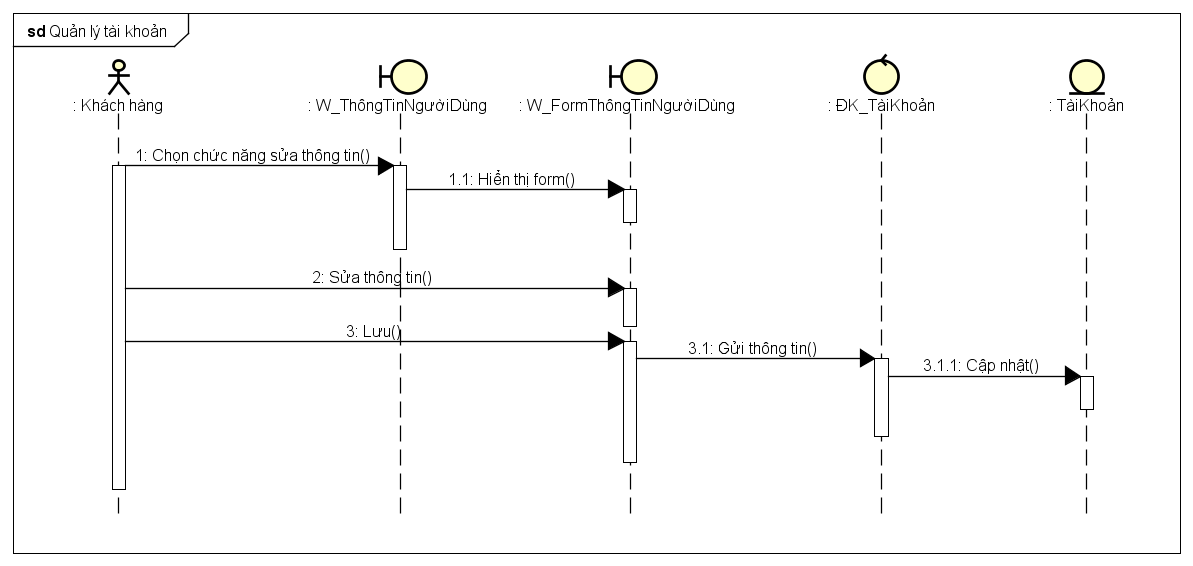 sd Quản lý tài khoản
: Khách hàng
: W_ThôngTinNgườiDùng
: W_FormThôngTinNgườiDùng
: ĐK_TàiKhoản
: TàiKhoản
1: Chọn chức năng sửa thông tin()
1.1: Hiển thị form()
2: Sửa thông tin()
3: Lưu()
3.1: Gửi thông tin()
3.1.1: Cập nhật()